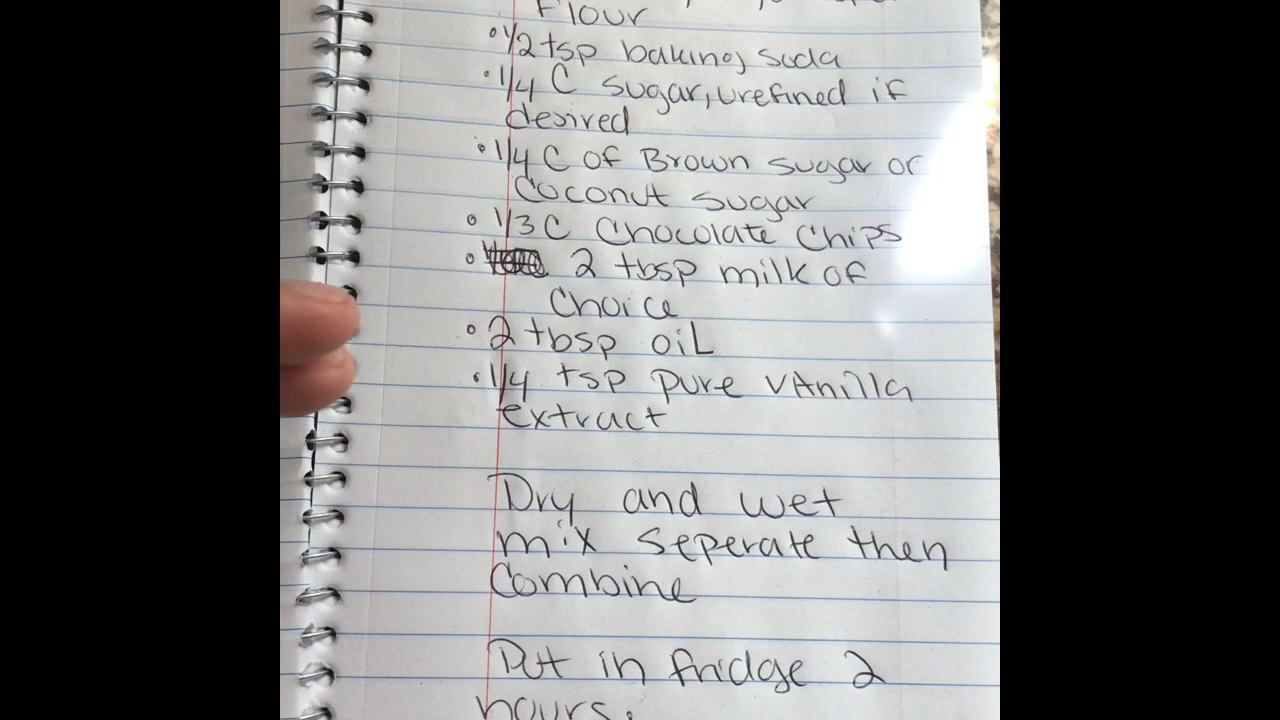 Flour
• 1/2 tsp baking soda
• 1/4 C sugar, urefined if
desired
• 1/4 C of Brown sugar or
Coconut sugar
• 1/3 C Chocolate Chips
• 2 tbsp milk of
Choice
• 2 tbsp oil
• 1/4 tsp pure vAnilla
extract
Dry and wet
mix seperate then
Combine
Put in fridge 2
hours.